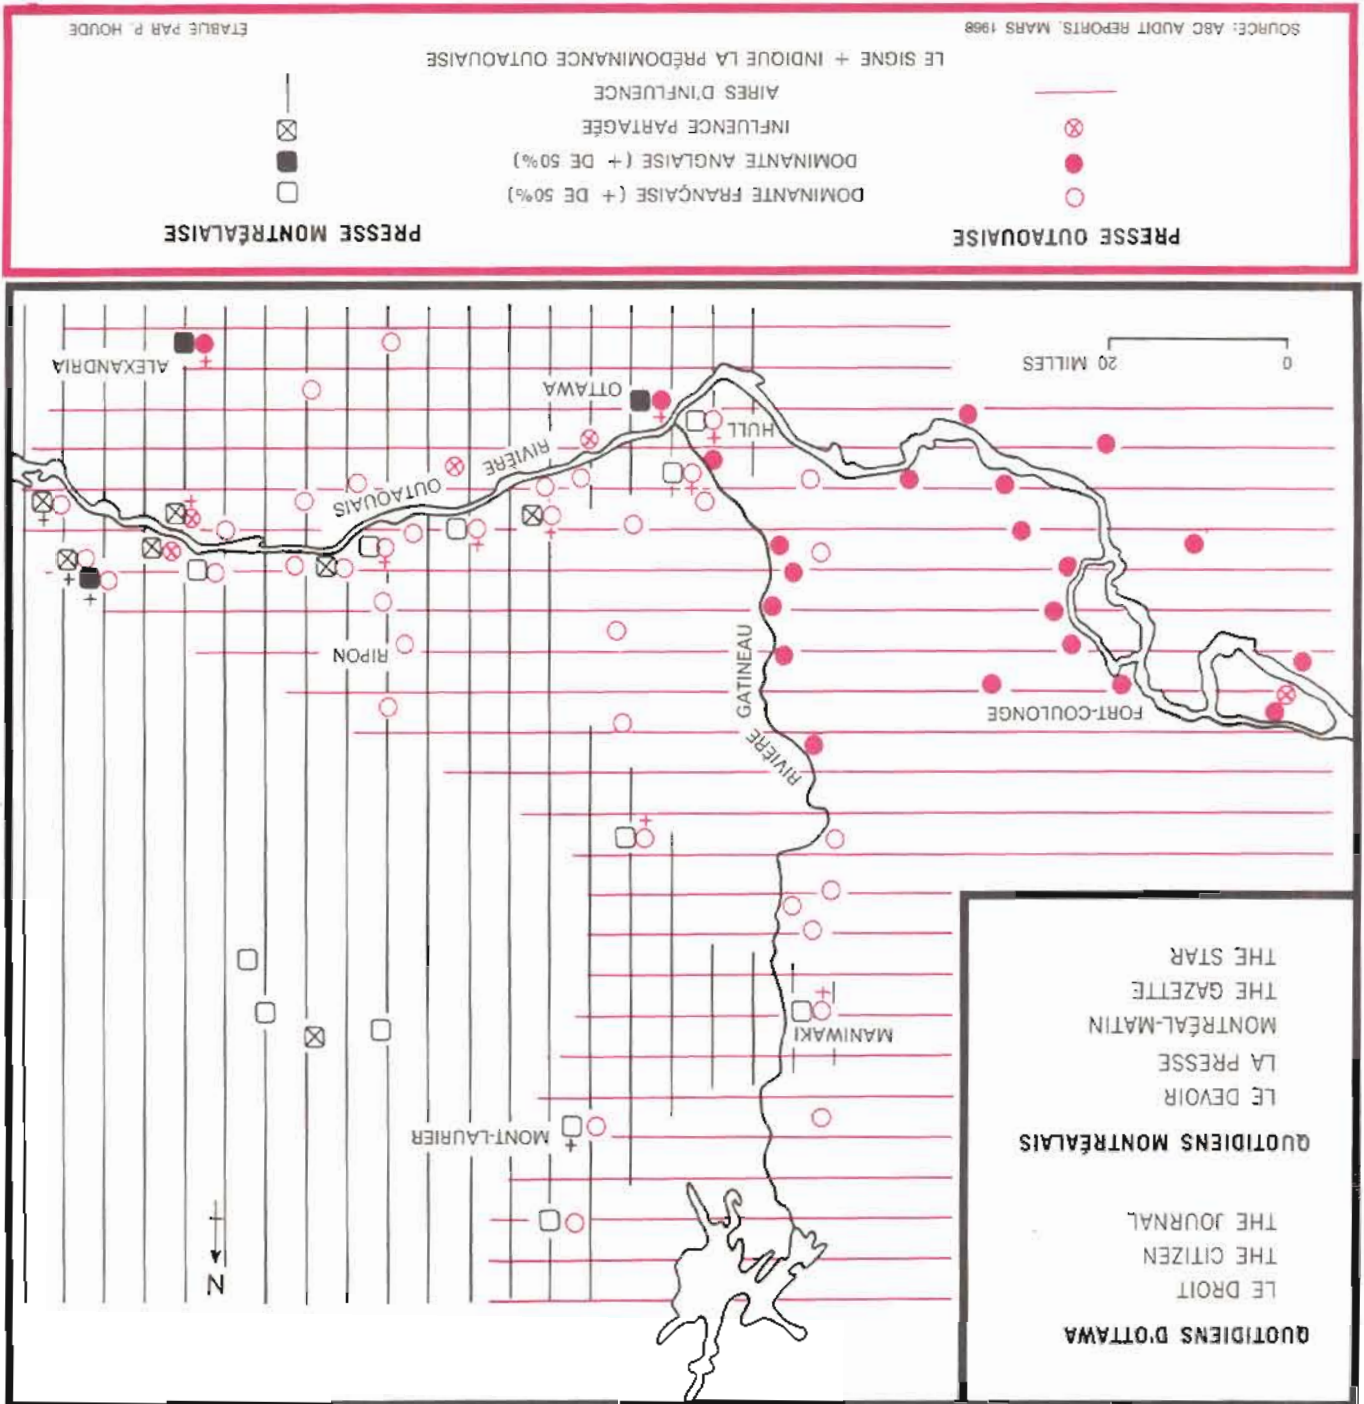 QUOTIDIENS D'OTTAWA
LE DROIT
THE CITIZEN
THE JOURNAL
QUOTIDIENS MONTRÉALAIS
LE DEVOIR
LA PRESSE
MONTRÉAL-MATIN
THE GAZETTE
THE STAR
N
MONT-LAURIER
MANIWAKI
RIVIÈRE
GATINEAU
FORT-COULONGE
RIPON
RIVIÈRE
OUTAOUAIS
HULL
OTTAWA
ALEXANDRIA
0 20 MILLES
PRESSE OUTAOUAISE
PRESSE MONTRÉALAISE
DOMINANTE FRANÇAISE (+ DE 50%)
DOMINANTE ANGLAISE (+ DE 50%)
INFLUENCE PARTAGÉE
AIRES D'INFLUENCE
LE SIGNE + INDIQUE LA PRÉDOMINANCE OUTAOUAISE
SOURCE: ABC AUDIT REPORTS, MARS 1968
ÉTABLIE PAR P. HOUDE